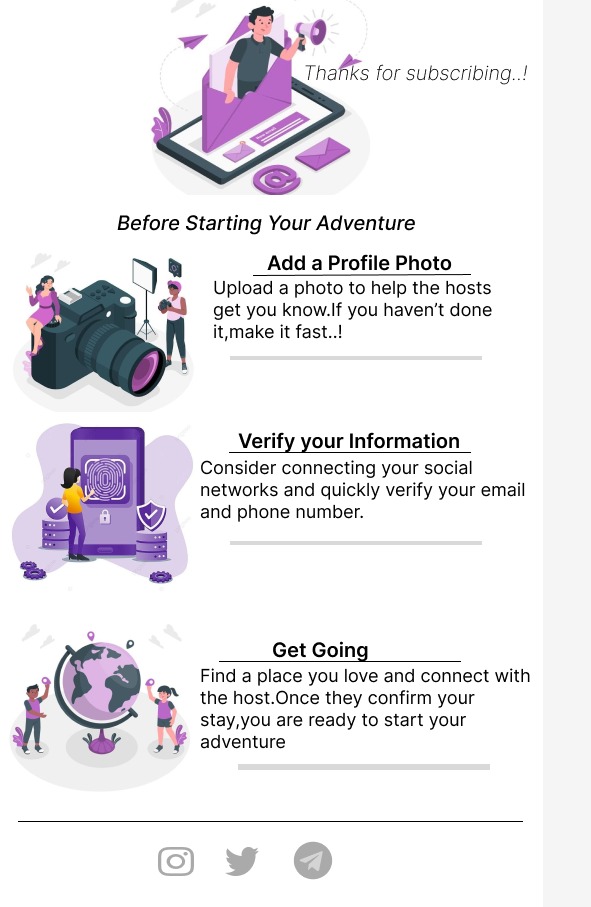 Thanks for subscribing..!
Before Starting Your Adventure
Add a Profile Photo
Upload a photo to help the hosts
get you know.If you haven’t done
it,make it fast..!
Verify your Information
Consider connecting your social
networks and quickly verify your email
and phone number.
Get Going
Find a place you love and connect with
the host.Once they confirm your
stay,you are ready to start your
adventure